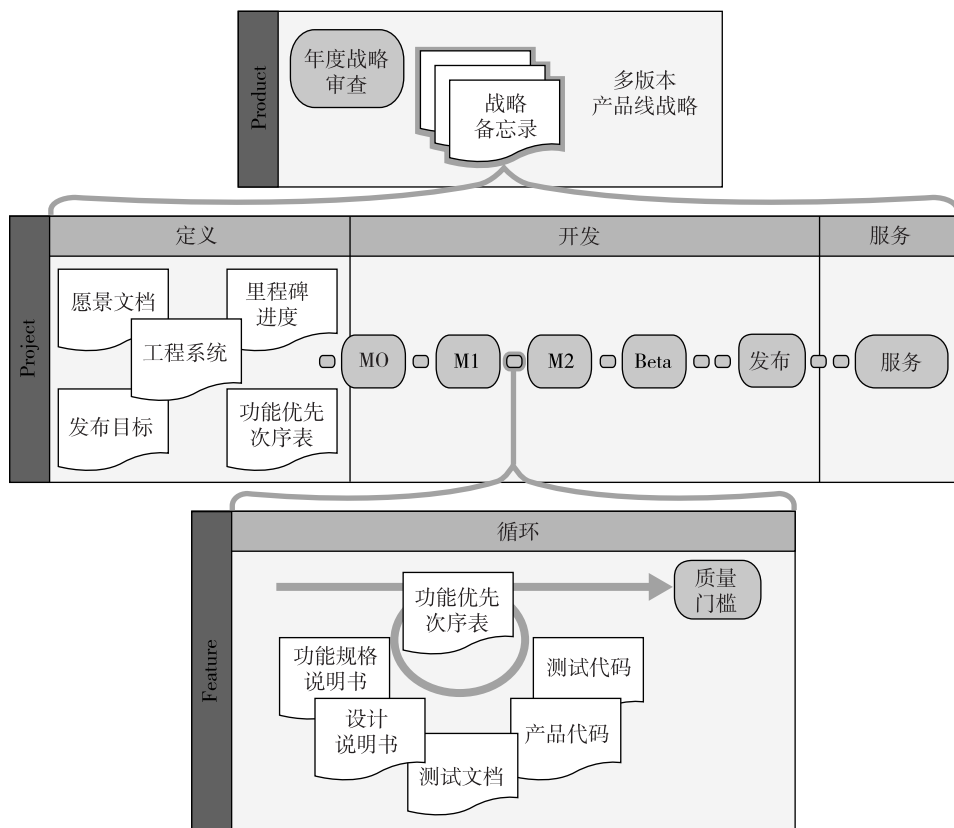 Product
年度战略
审查
战略
备忘录
多版本
产品线战略
Project
定义
开发
服务
愿景文档
里程碑
进度
工程系统
发布目标
功能优先
次序表
MO
M1
M2
Beta
发布
服务
Feature
循环
功能优先
次序表
质量
门槛
功能规格
说明书
设计
说明书
测试文档
产品代码
测试代码